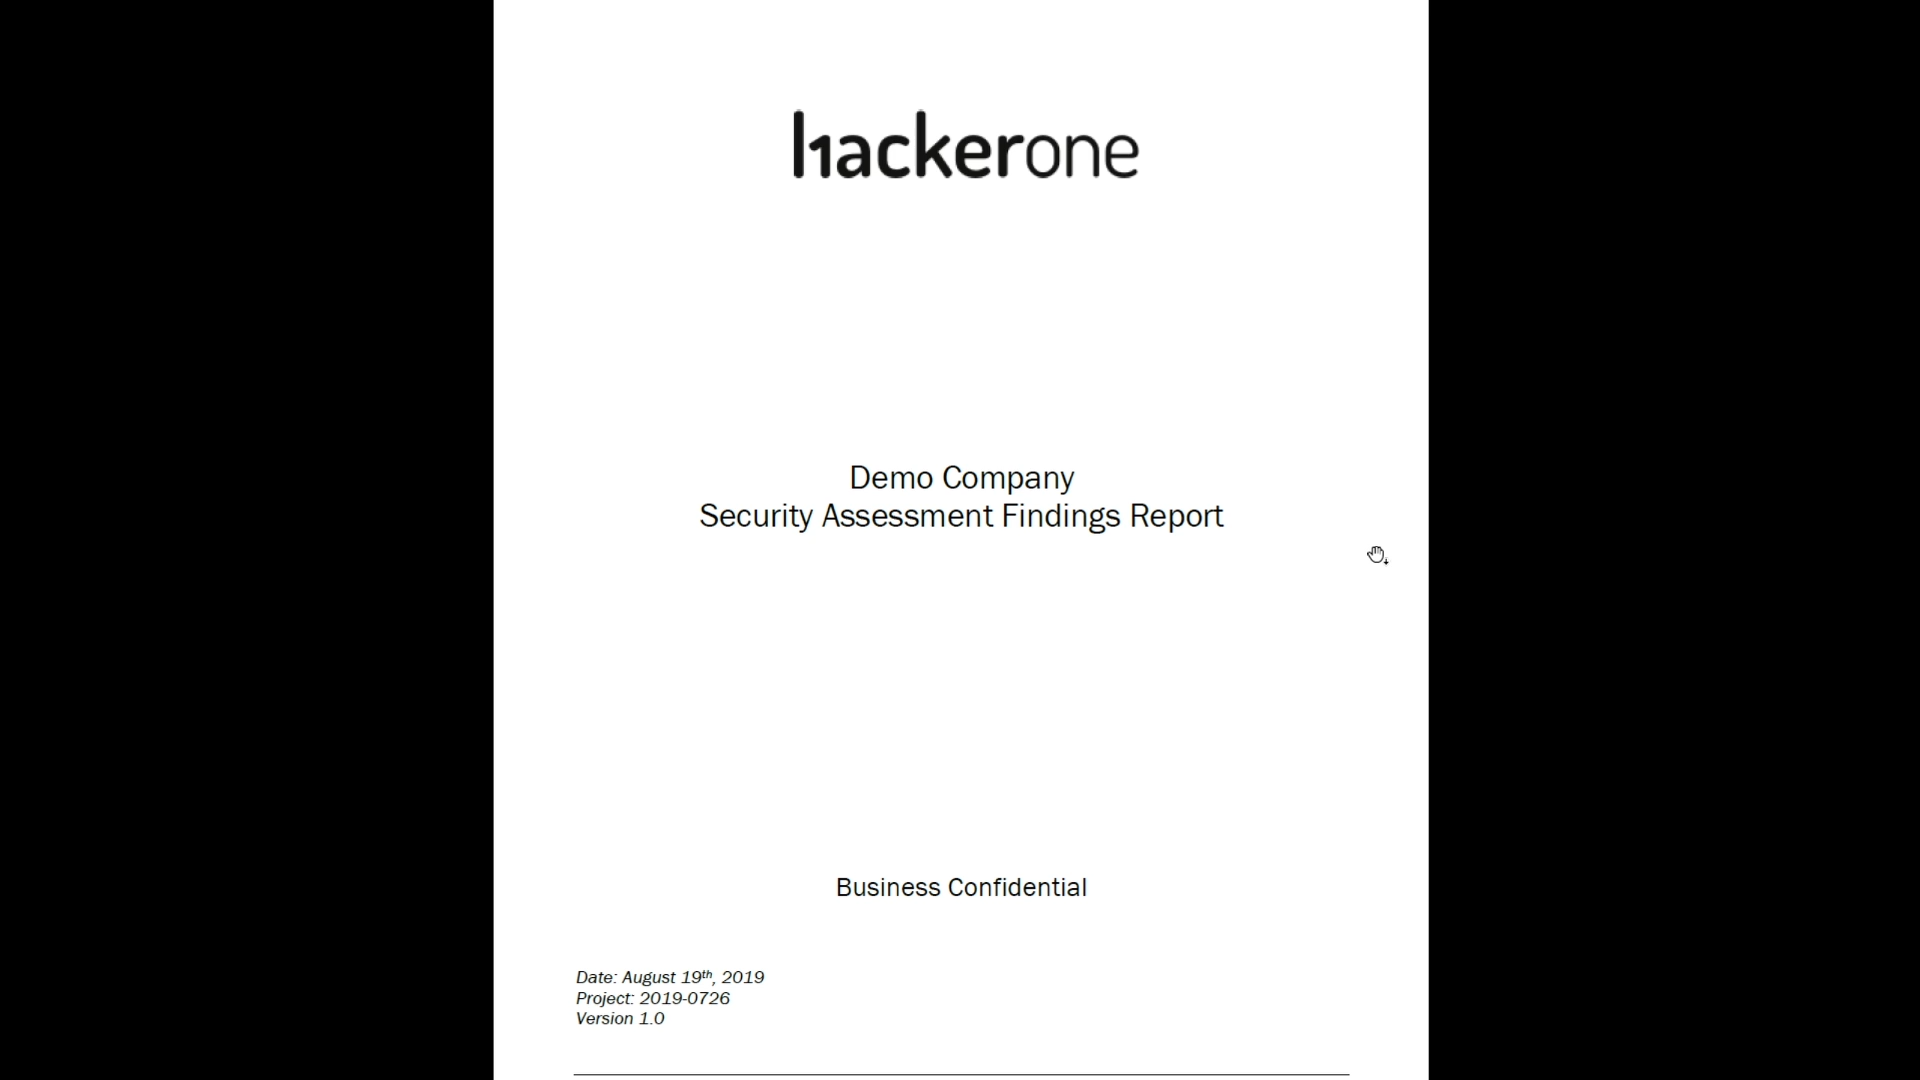 hackerone
Demo Company
Security Assessment Findings Report
Business Confidential
Date: August 19th, 2019
Project: 2019-0726
Version 1.0